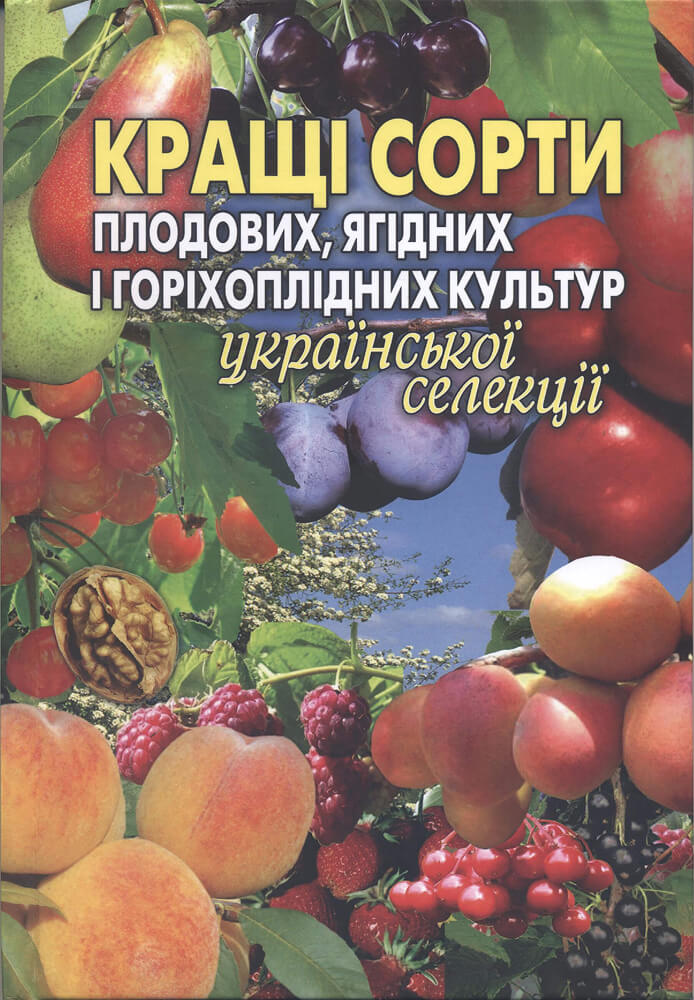 КРАЩІ СОРТИ
ПЛОДОВИХ, ЯГІДНИХ
І ГОРІХОПЛІДНИХ КУЛЬТУР
української
селекції